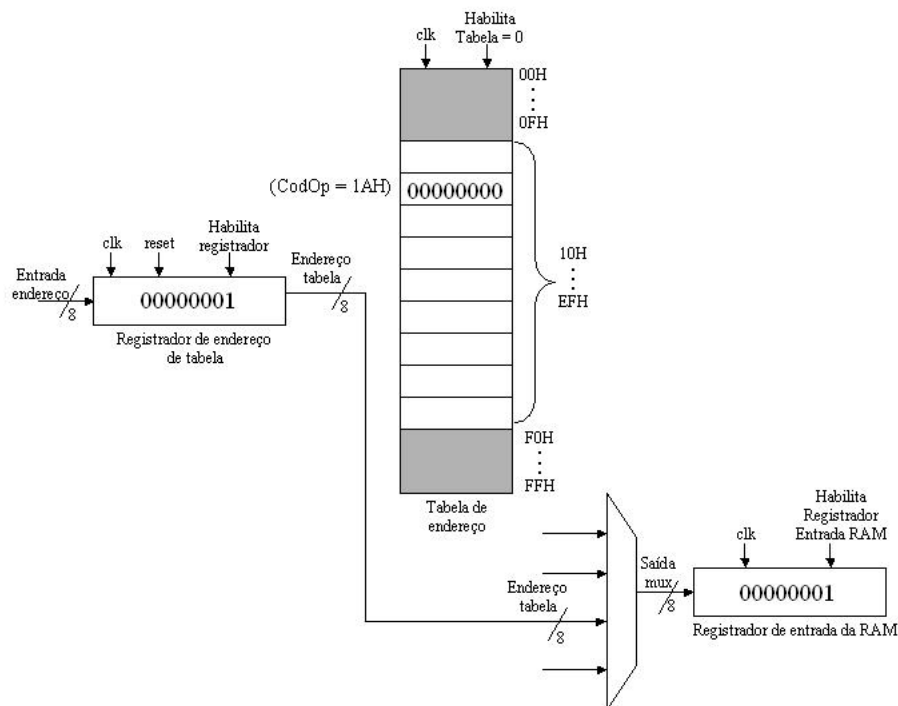 Habilita
Tabela = 0
clk
00H
0FH
(CodOp = 1AH)
00000000
10H
EFH
F0H
FFH
Tabela de
endereço
Habilita
registrador
clk
reset
Entrada
endereço
8
00000001
Registrador de endereço
de tabela
Endereço
tabela
8
Endereço
tabela
8
Saída
mux
8
clk
Habilita
Registrador
Entrada RAM
00000001
Registrador de entrada da RAM